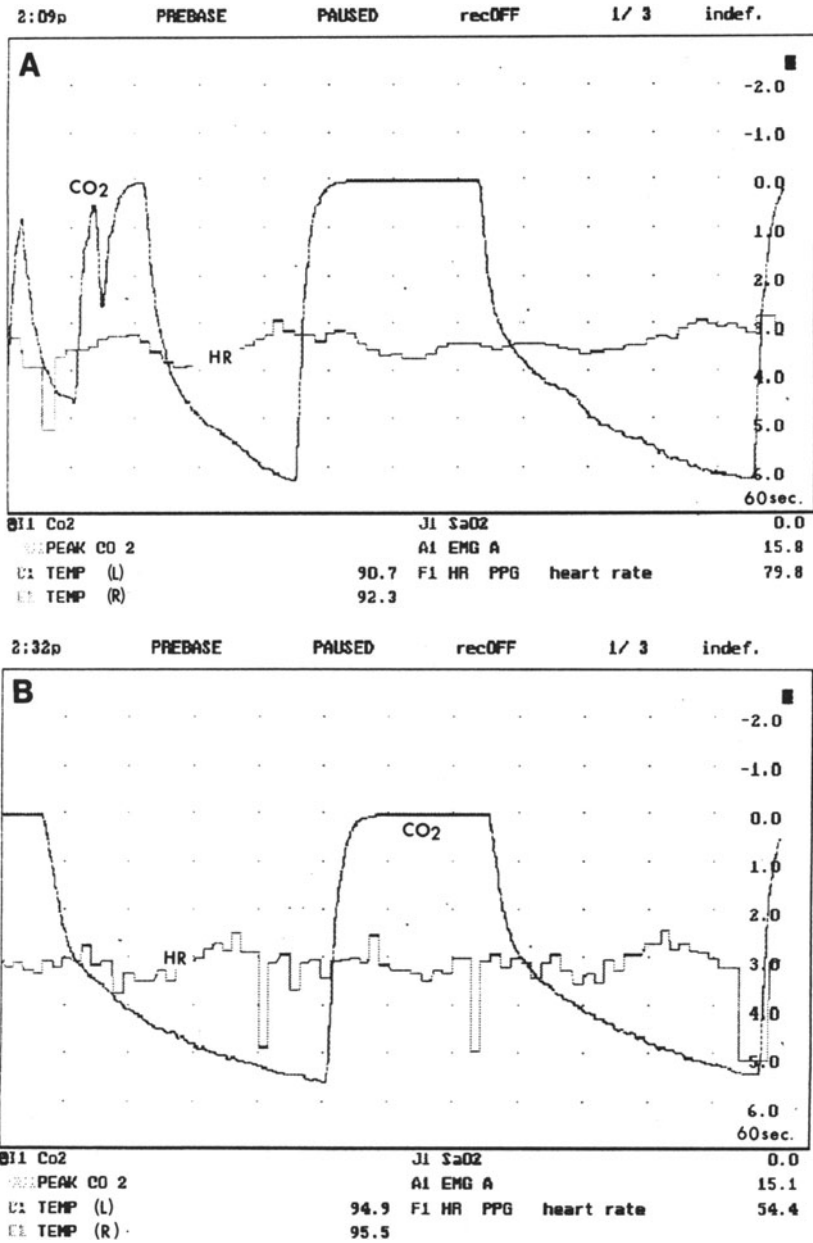 2:09p PREBASE PAUSED recOFF 1/ 3 indef.
A
-2.0
-1.0
CO2
0.0
1.0
2.0
3.0
HR
4.0
5.0
6.0
60sec.
I1 Co2 J1 SaO2 0.0
PEAK CO 2 A1 EMG A 15.8
TEMP (L) 90.7 F1 HR PPG heart rate 79.8
TEMP (R) 92.3
2:32p PREBASE PAUSED recOFF 1/ 3 indef.
B
-2.0
-1.0
0.0
CO2
1.0
2.0
HR 3.0
4.0
5.0
6.0
60sec.
I1 Co2 J1 SaO2 0.0
PEAK CO 2 A1 EMG A 15.1
TEMP (L) 94.9 F1 HR PPG heart rate 54.4
TEMP (R) 95.5